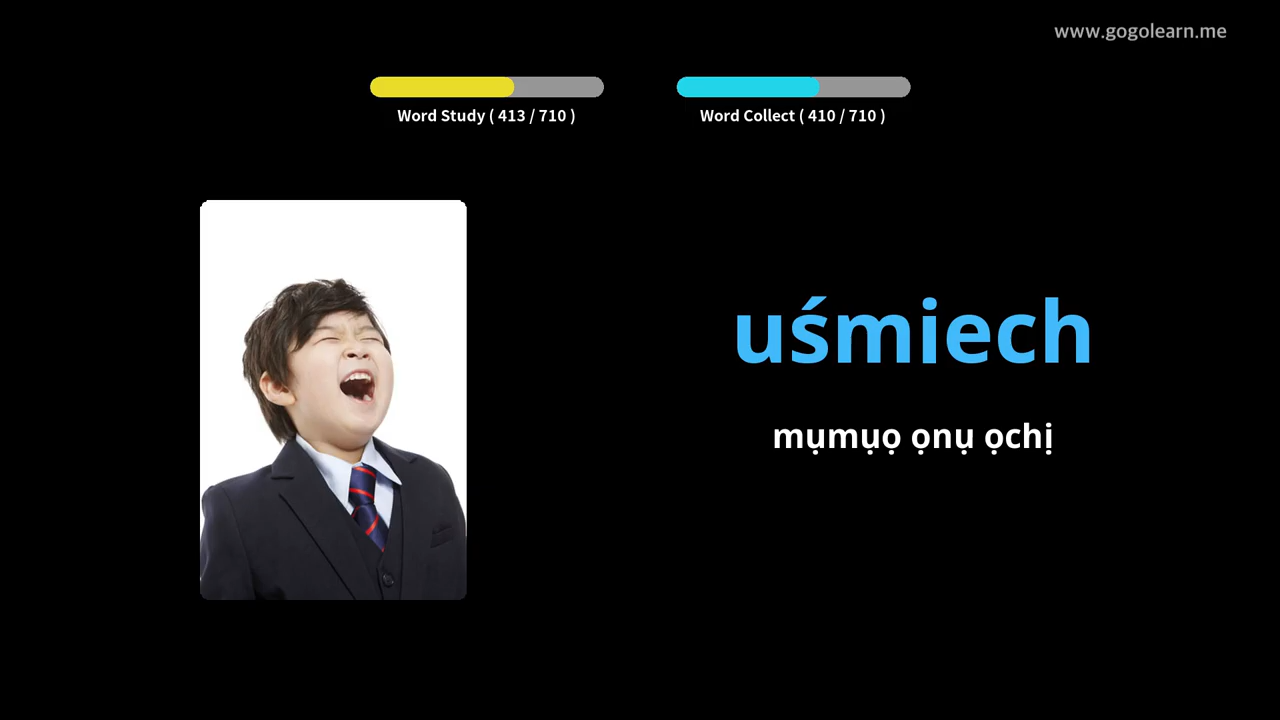 www.gogolearn.me
Word Study ( 413 / 710 )
Word Collect ( 410 / 710 )
uśmiech
mụmụọ ọnụ ọchị